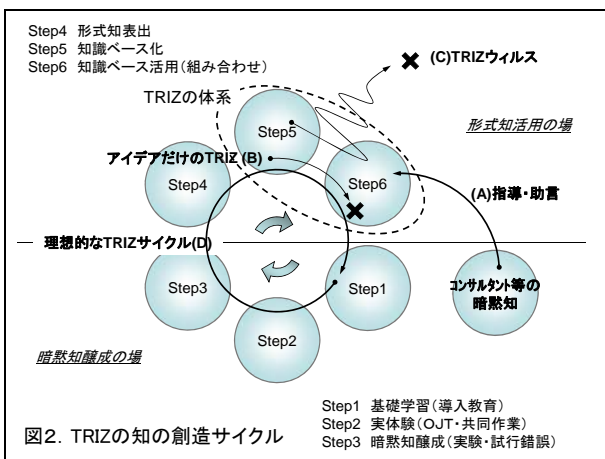 Step4 形式知表出
Step5 知識ベース化
Step6 知識ベース活用(組み合わせ)
(C)TRIZウィルス
TRIZの体系
形式知活用の場
Step5
アイデアだけのTRIZ (B)
Step6
Step4
(A)指導・助言
理想的なTRIZサイクル(D)
Step3
Step1
コンサルタント等の
暗黙知
Step2
暗黙知醸成の場
Step1 基礎学習(導入教育)
Step2 実体験(OJT・共同作業)
Step3 暗黙知醸成(実験・試行錯誤)
図2. TRIZの知の創造サイクル